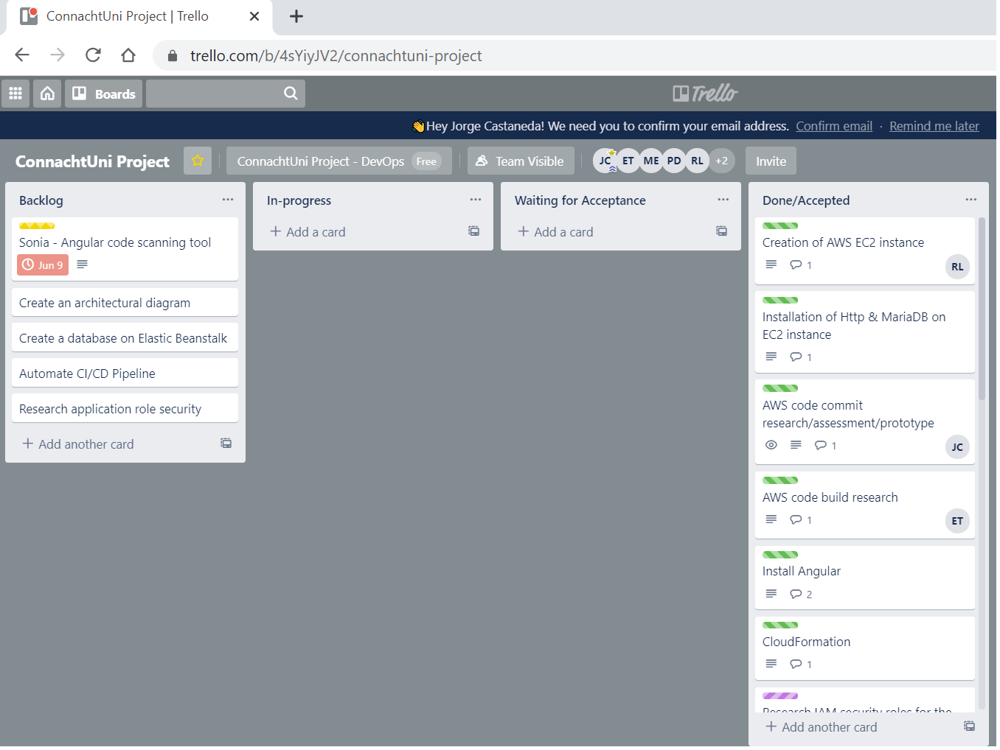 ConnachtUni Project | Trello
trello.com/b/4sYiyJV2/connachtuni-project
Boards
Trello
Hey Jorge Castaneda! We need you to confirm your email address. Confirm email · Remind me later
ConnachtUni Project
ConnachtUni Project - DevOps Free
Team Visible
JC ET ME PD RL +2
Invite
Backlog
Sonia - Angular code scanning tool
Jun 9
Create an architectural diagram
Create a database on Elastic Beanstalk
Automate CI/CD Pipeline
Research application role security
+ Add another card
In-progress
+ Add a card
Waiting for Acceptance
+ Add a card
Done/Accepted
Creation of AWS EC2 instance
1
RL
Installation of Http & MariaDB on
EC2 instance
1
AWS code commit
research/assessment/prototype
1
JC
AWS code build research
1
ET
Install Angular
2
CloudFormation
1
Research IAM security roles for the
+ Add another card